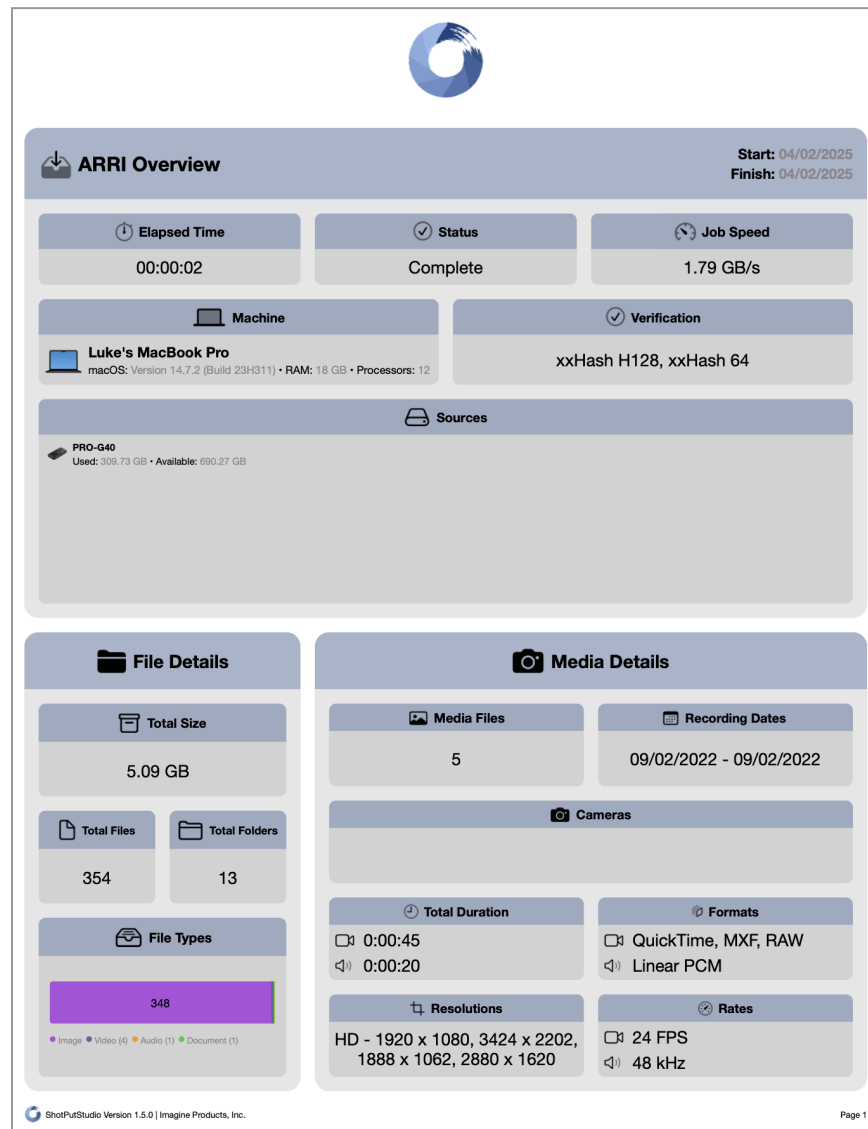 ARRI Overview
Start: 04/02/2025
Finish: 04/02/2025
Elapsed Time
00:00:02
Status
Complete
Job Speed
1.79 GB/s
Machine
Luke's MacBook Pro
macOS: Version 14.7.2 (Build 23H311) • RAM: 18 GB • Processors: 12
Verification
xxHash H128, xxHash 64
Sources
PRO-G40
Used: 309.73 GB • Available: 690.27 GB
File Details
Total Size
5.09 GB
Total Files
354
Total Folders
13
File Types
348
Image Video (4) Audio (1) Document (1)
Media Details
Media Files
5
Recording Dates
09/02/2022 - 09/02/2022
Cameras
Total Duration
0:00:45
0:00:20
Formats
QuickTime, MXF, RAW
Linear PCM
Resolutions
HD - 1920 x 1080, 3424 x 2202,
1888 x 1062, 2880 x 1620
Rates
24 FPS
48 kHz
ShotPutStudio Version 1.5.0 | Imagine Products, Inc.
Page 1